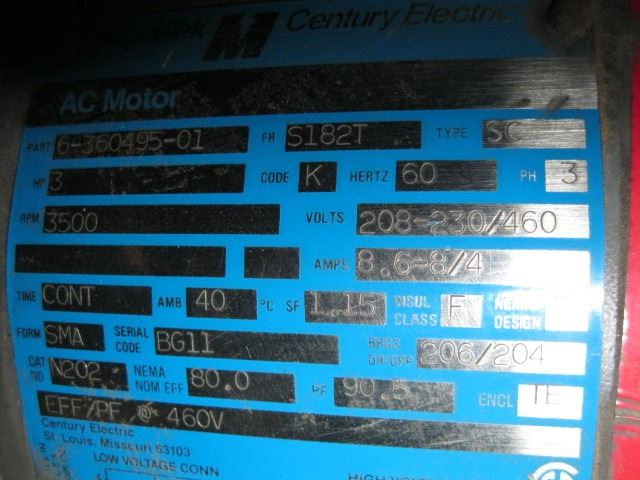 Century Electric
AC Motor
PART 6-360495-01 FR S182T TYPE SC
HP 3 CODE K HERTZ 60 PH 3
RPM 3500 VOLTS 208-230/460
AMPS 8.6-8/4
TIME CONT AMB 40 °C SF 1.15 INSUL CLASS F NEMA DESIGN
FORM SMA SERIAL CODE BG11 BRGS DR/OPP 206/204
CAT NO N202 NEMA NOM EFF 80.0 PF 90.5 ENCL TE
EFF/PF @ 460V
Century Electric
St. Louis, Missouri 63103
LOW VOLTAGE CONN